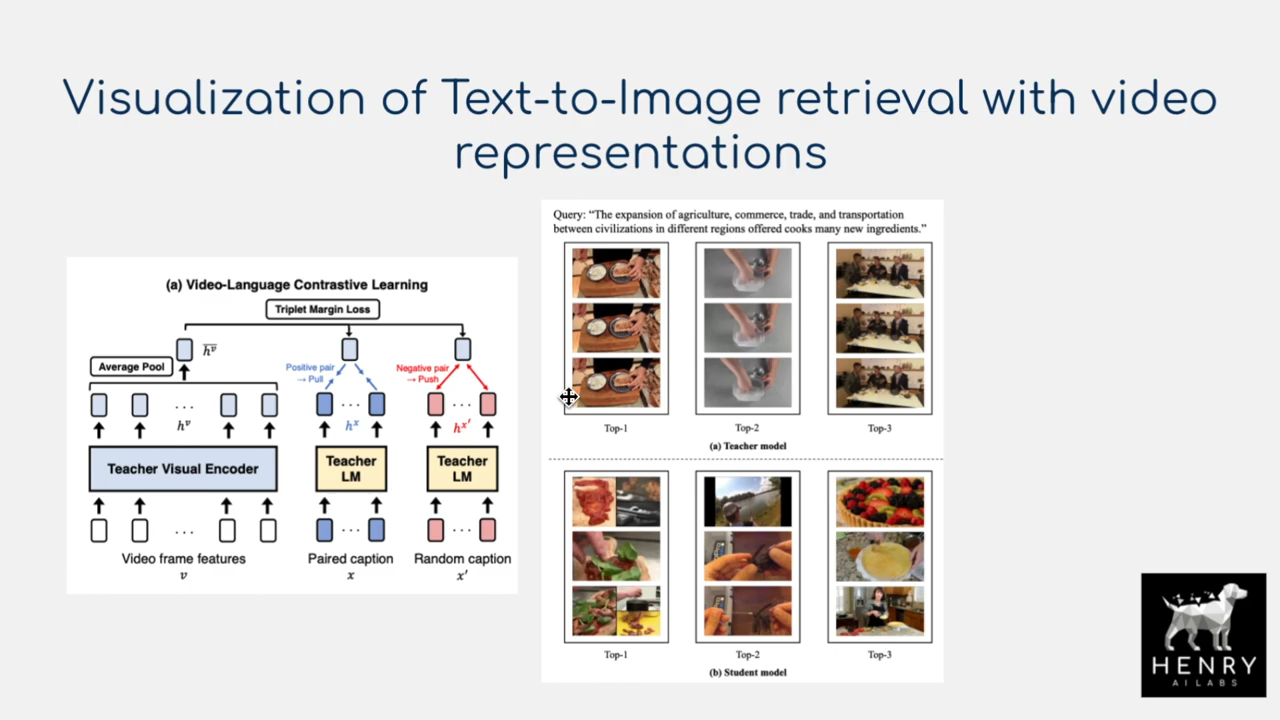 Visualization of Text-to-Image retrieval with video
representations
(a) Video-Language Contrastive Learning
Triplet Margin Loss
Average Pool
h̅ᵛ
Positive pair
→ Pull
Negative pair
→ Push
...
hᵛ
...
hˣ
...
hˣ′
Teacher Visual Encoder
Teacher
LM
Teacher
LM
...
...
...
Video frame features
v
Paired caption
x
Random caption
x′
Query: “The expansion of agriculture, commerce, trade, and transportation
between civilizations in different regions offered cooks many new ingredients.”
Top-1
Top-2
Top-3
(a) Teacher model
Top-1
Top-2
Top-3
(b) Student model
HENRY
AI LABS